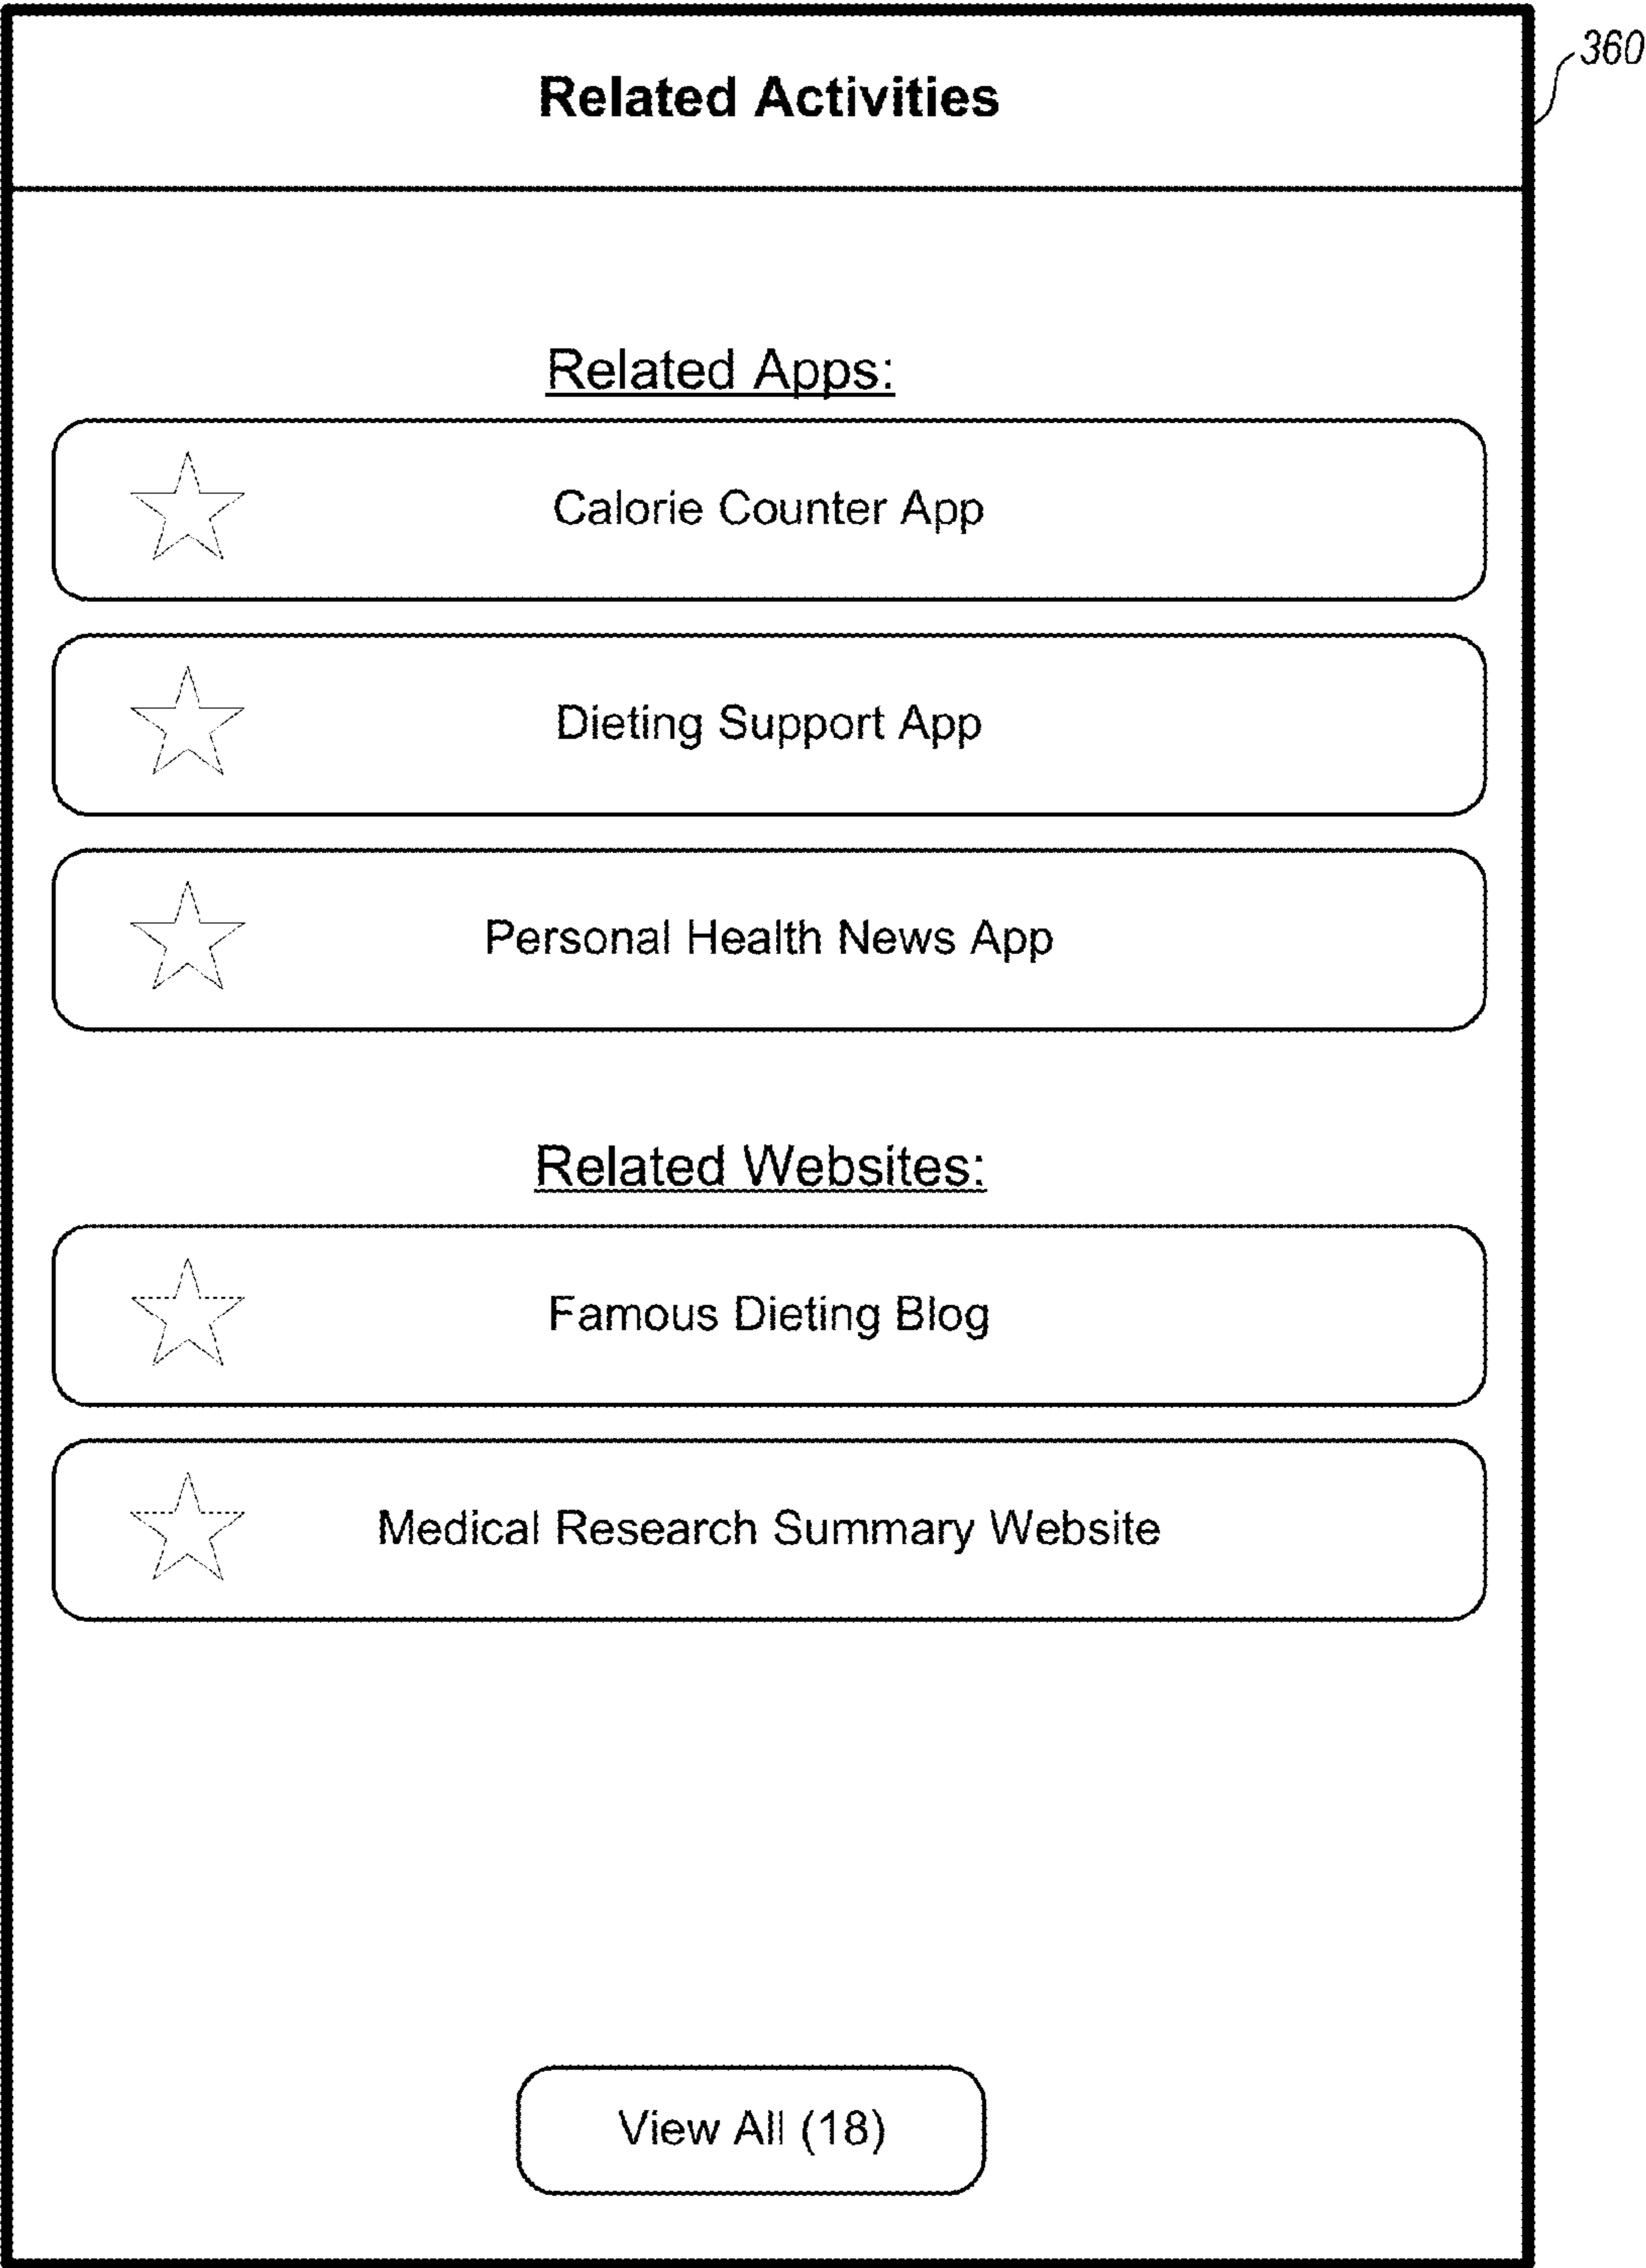 360
Related Activities
Related Apps:
Calorie Counter App
Dieting Support App
Personal Health News App
Related Websites:
Famous Dieting Blog
Medical Research Summary Website
View All (18)